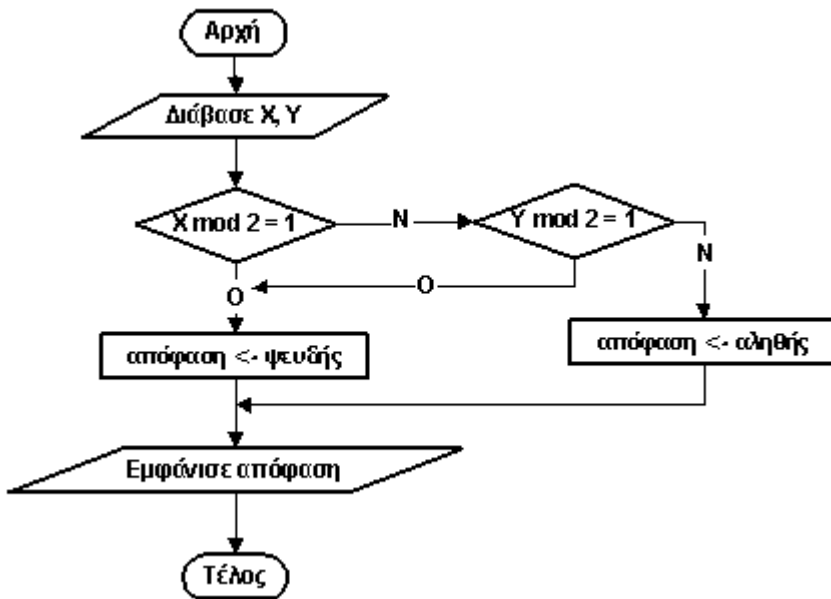 Αρχή
Διάβασε X, Y
X mod 2 = 1
N
Y mod 2 = 1
N
Ο
Ο
απόφαση <- ψευδής
απόφαση <- αληθής
Εμφάνισε απόφαση
Τέλος